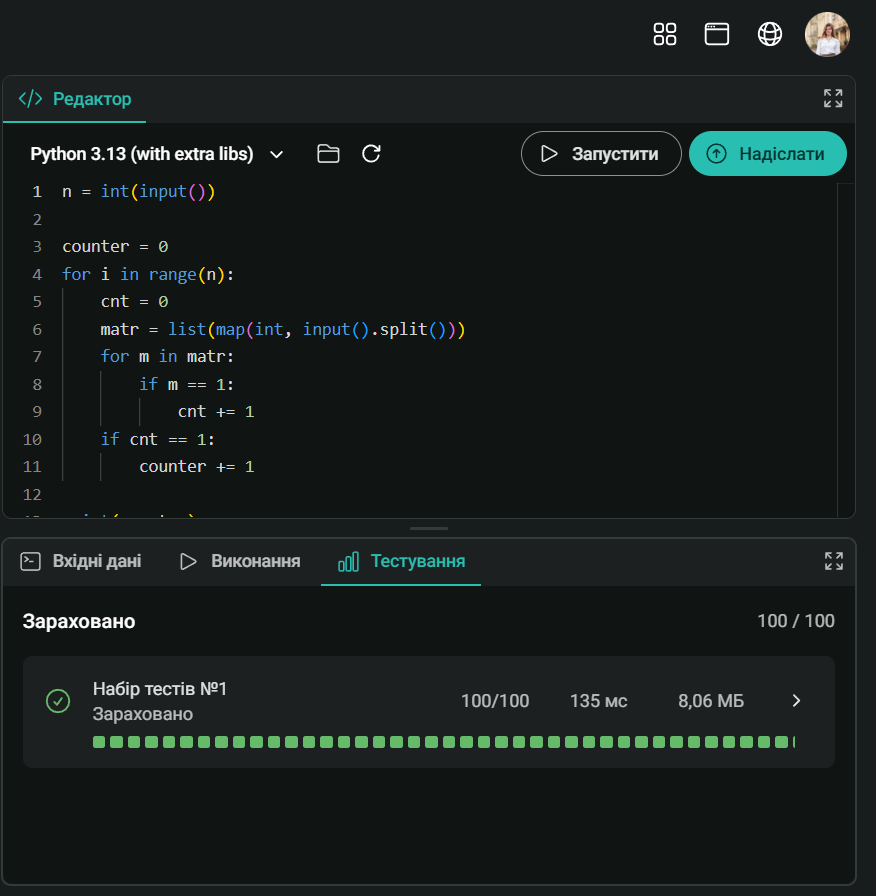 Редактор
Python 3.13 (with extra libs)
Запустити
Надіслати
1 n = int(input())
2
3 counter = 0
4 for i in range(n):
5 cnt = 0
6 matr = list(map(int, input().split()))
7 for m in matr:
8 if m == 1:
9 cnt += 1
10 if cnt == 1:
11 counter += 1
12
Вхідні дані
Виконання
Тестування
Зараховано
100 / 100
Набір тестів №1
100/100
135 мс
8,06 МБ
Зараховано